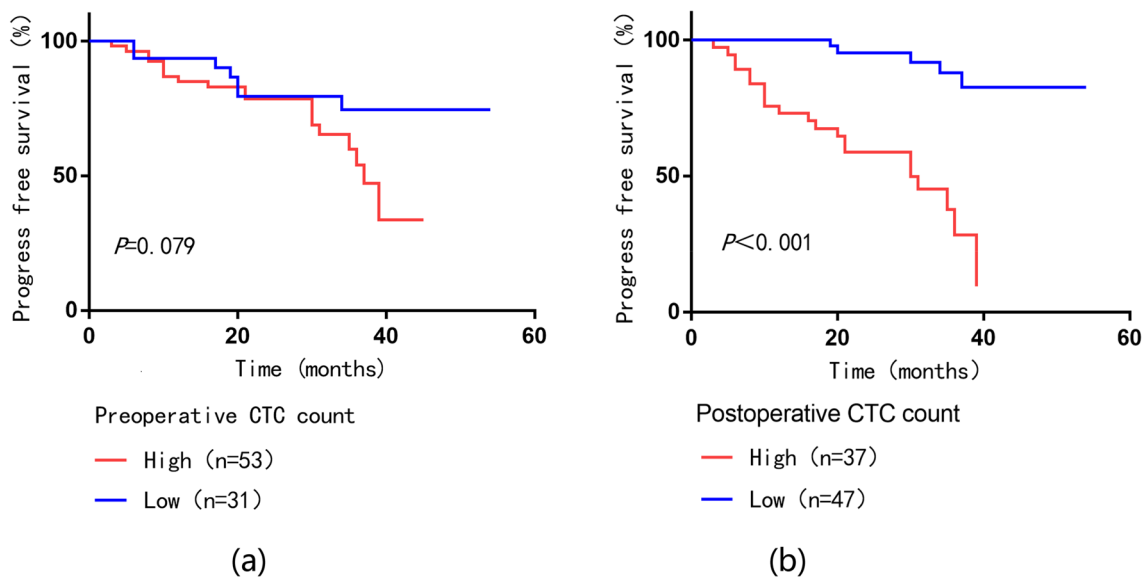 Progress free survival (%)
100
50
0
P=0.079
0 20 40 60
Time (months)
Preoperative CTC count
High (n=53)
Low (n=31)
(a)
Progress free survival (%)
100
50
0
P<0.001
0 20 40 60
Time (months)
Postoperative CTC count
High (n=37)
Low (n=47)
(b)